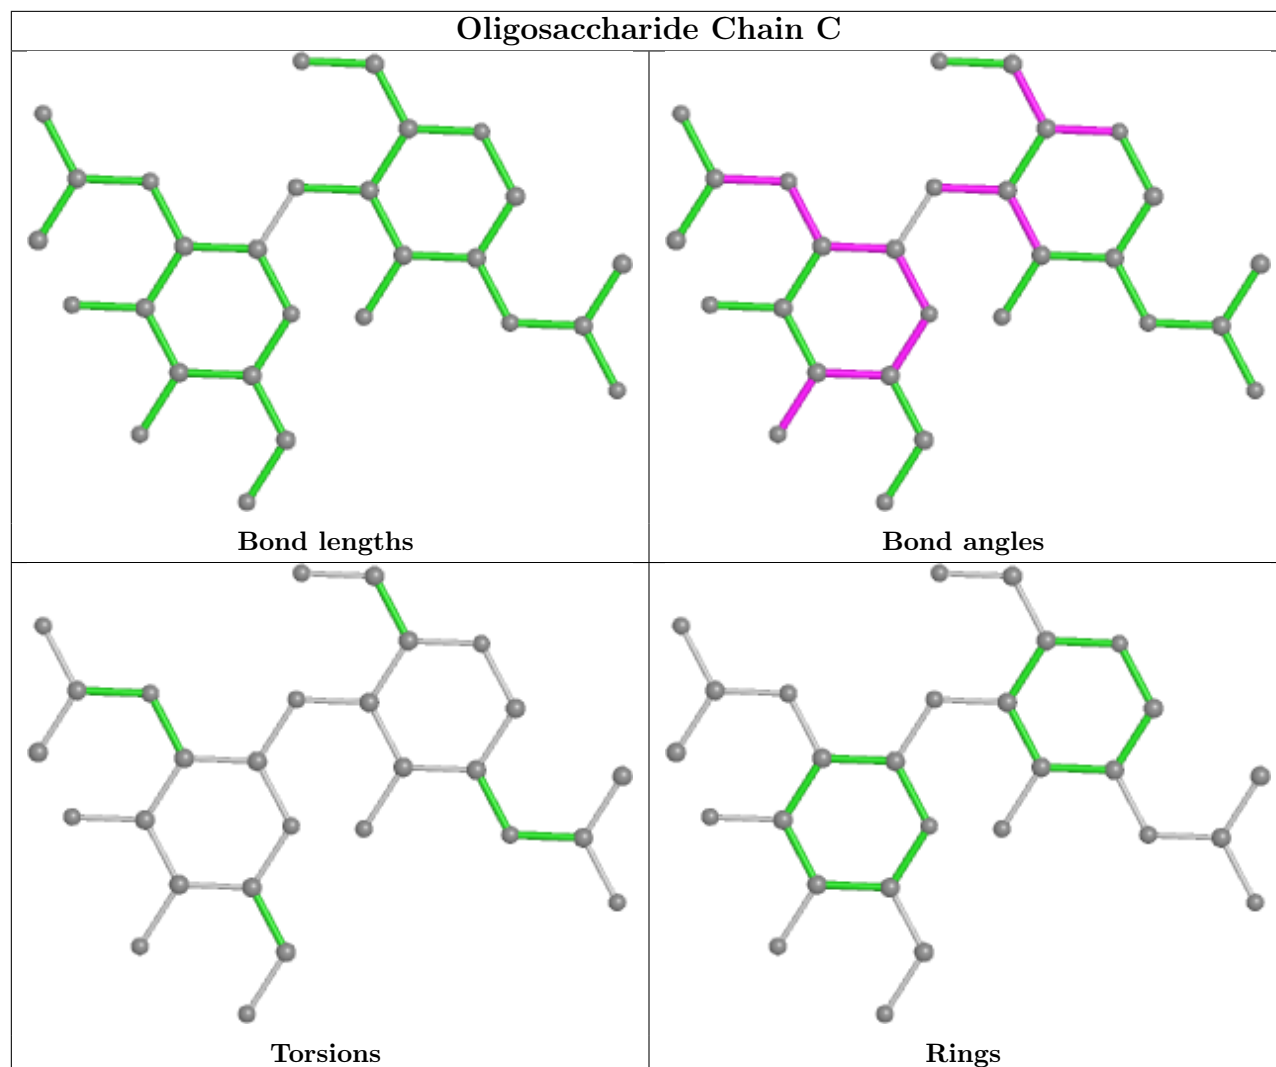 Oligosaccharide Chain C
Bond lengths
Bond angles
Torsions
Rings